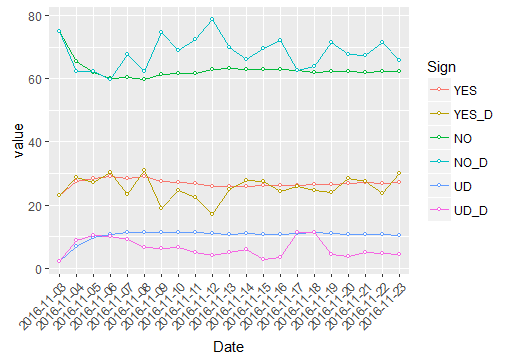 80
60
40
20
0
value
2016-11-03
2016-11-04
2016-11-05
2016-11-06
2016-11-07
2016-11-08
2016-11-09
2016-11-10
2016-11-11
2016-11-12
2016-11-13
2016-11-14
2016-11-15
2016-11-16
2016-11-17
2016-11-18
2016-11-19
2016-11-20
2016-11-21
2016-11-22
2016-11-23
Date
Sign
YES
YES_D
NO
NO_D
UD
UD_D